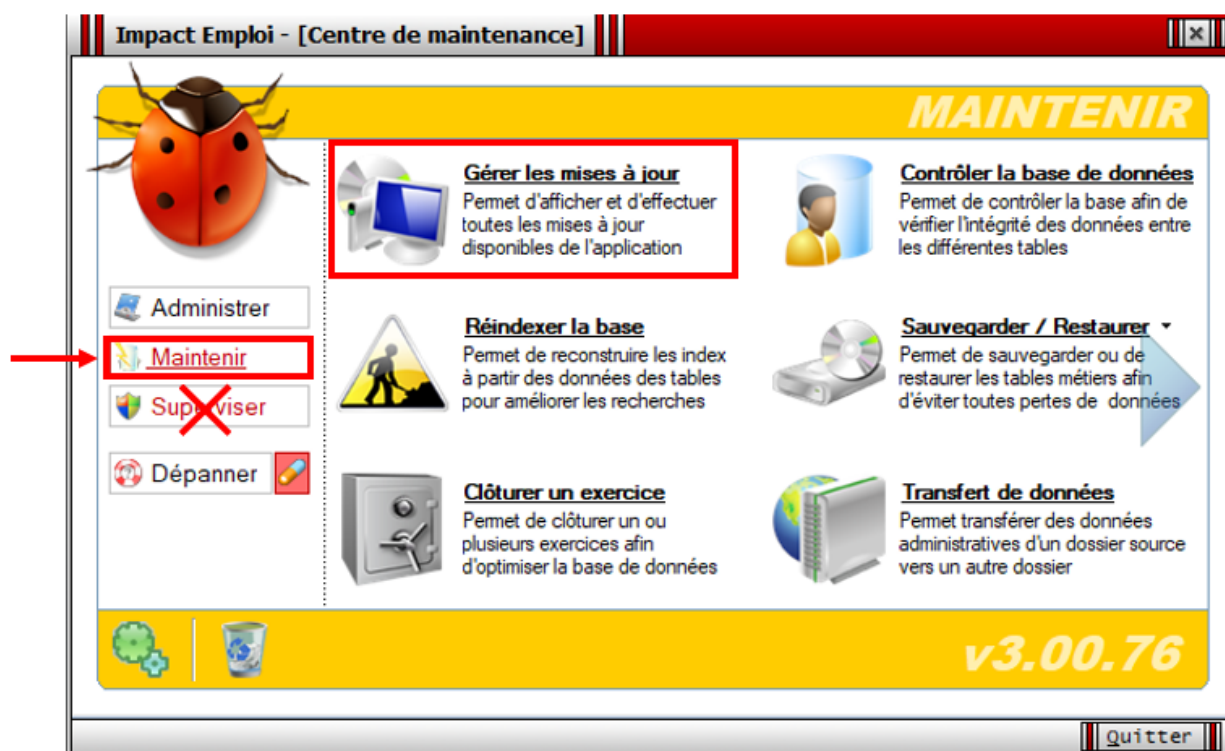 Impact Emploi - [Centre de maintenance]
MAINTENIR
Gérer les mises à jour
Permet d'afficher et d'effectuer
toutes les mises à jour
disponibles de l'application
Contrôler la base de données
Permet de contrôler la base afin de
vérifier l'intégrité des données entre
les différentes tables
Administrer
Maintenir
Superviser
Dépanner
Réindexer la base
Permet de reconstruire les index
à partir des données des tables
pour améliorer les recherches
Sauvegarder / Restaurer
Permet de sauvegarder ou de
restaurer les tables métiers afin
d'éviter toutes pertes de données
Clôturer un exercice
Permet de clôturer un ou
plusieurs exercices afin
d'optimiser la base de données
Transfert de données
Permet transférer des données
administratives d'un dossier source
vers un autre dossier
v3.00.76
Quitter